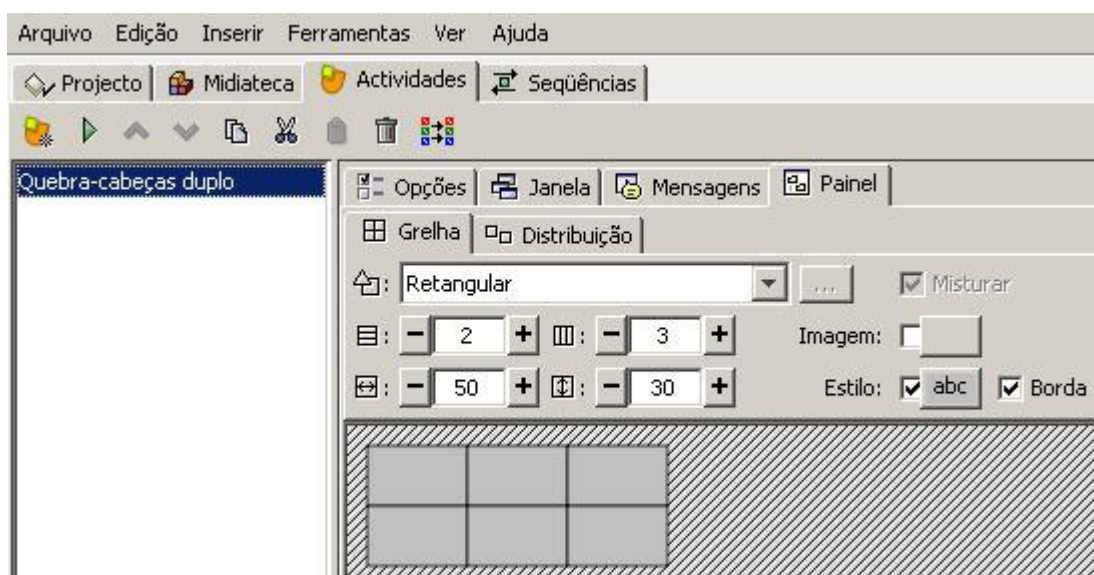 Arquivo Edição Inserir Ferramentas Ver Ajuda
Projecto Midiateca Actividades Seqüências
Quebra-cabeças duplo
Opções Janela Mensagens Painel
Grelha Distribuição
: Retangular ... Misturar
: - 2 + : - 3 + Imagem:
: - 50 + : - 30 + Estilo: abc Borda